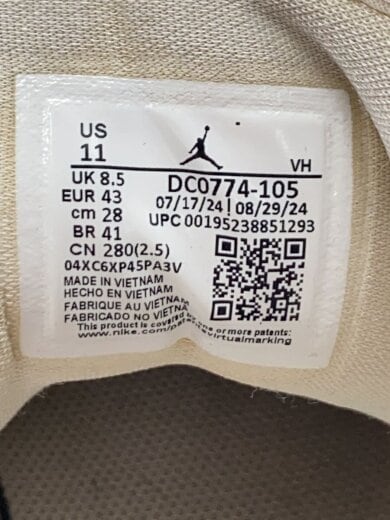 US
11
VH
UK 8.5
EUR 43
cm 28
BR 41
CN 280(2.5)
DC0774-105
07/17/24 | 08/29/24
UPC 00195238851293
04XC6XP45PA3V
MADE IN VIETNAM
HECHO EN VIETNAM
FABRIQUE AU VIETNAM
FABRICADO NO VIETNA
This product is covered by one or more patents
www.nike.com/patents virtualmarking